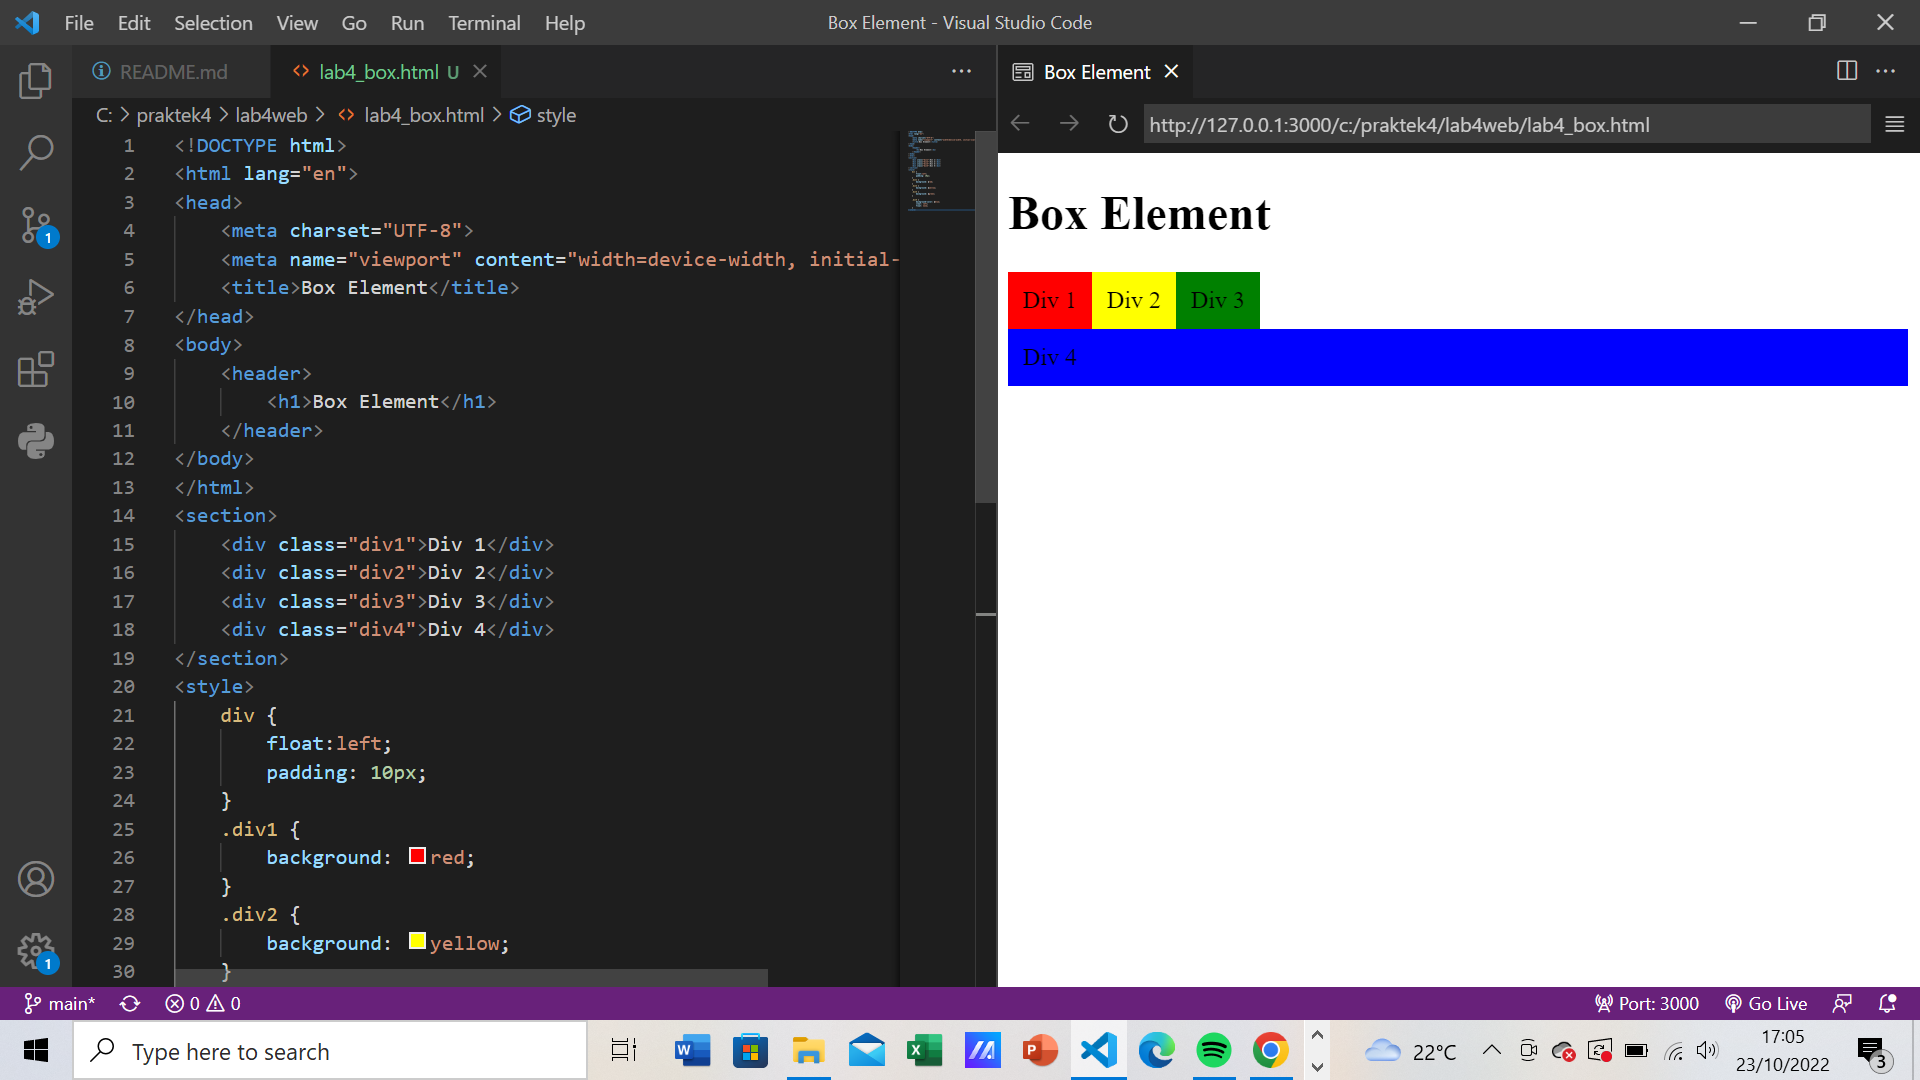 File Edit Selection View Go Run Terminal Help
Box Element - Visual Studio Code
README.md
lab4_box.html U
Box Element
C: > praktek4 > lab4web > lab4_box.html > style
http://127.0.0.1:3000/c:/praktek4/lab4web/lab4_box.html
1 <!DOCTYPE html>
2 <html lang="en">
3 <head>
4 <meta charset="UTF-8">
5 <meta name="viewport" content="width=device-width, initial-
6 <title>Box Element</title>
7 </head>
8 <body>
9 <header>
10 <h1>Box Element</h1>
11 </header>
12 </body>
13 </html>
14 <section>
15 <div class="div1">Div 1</div>
16 <div class="div2">Div 2</div>
17 <div class="div3">Div 3</div>
18 <div class="div4">Div 4</div>
19 </section>
20 <style>
21 div {
22 float:left;
23 padding: 10px;
24 }
25 .div1 {
26 background: red;
27 }
28 .div2 {
29 background: yellow;
30 }
Box Element
Div 1 Div 2 Div 3
Div 4
1
1
main* 0 0
Port: 3000 Go Live
Type here to search
22°C
17:05
23/10/2022
3